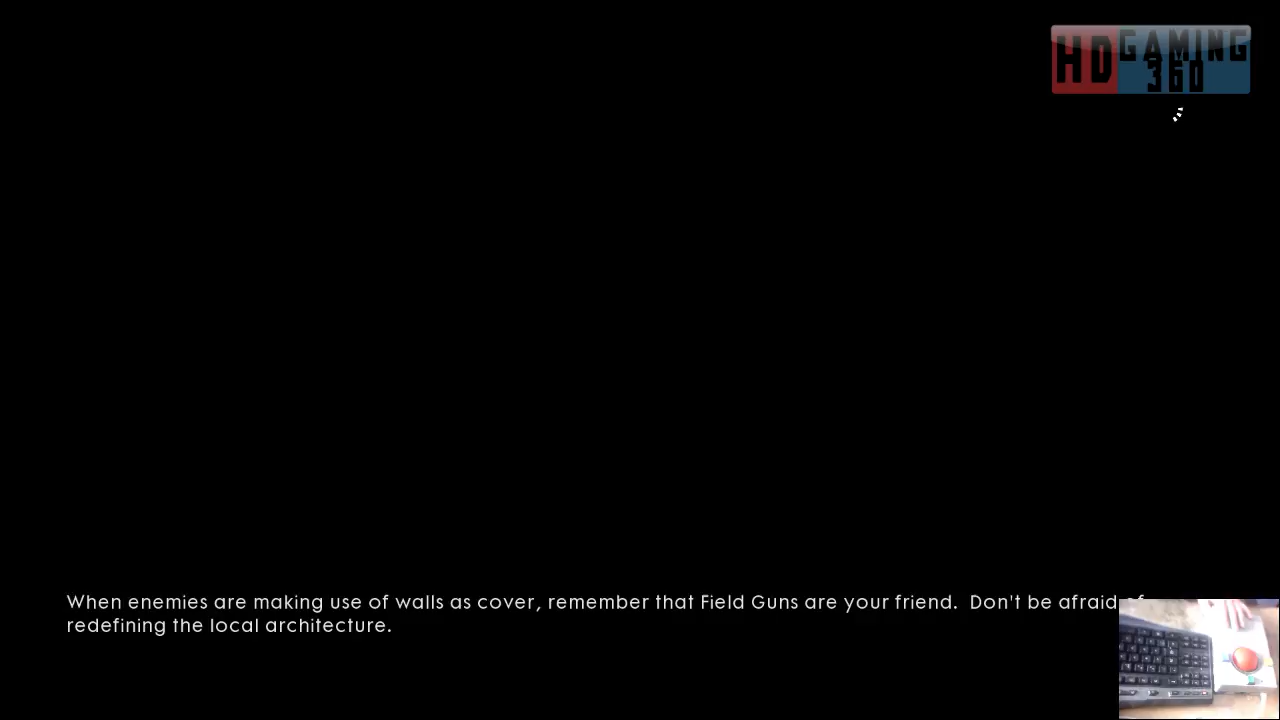 HD GAMING
360
When enemies are making use of walls as cover, remember that Field Guns are your friend.  Don't be afraid of
redefining the local architecture.